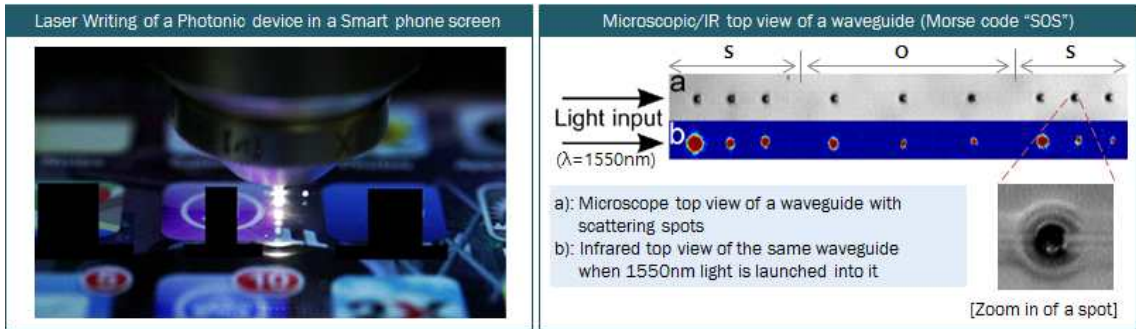 Laser Writing of a Photonic device in a Smart phone screen
Microscopic/IR top view of a waveguide (Morse code “SOS”)
S
O
S
a
Light input
b
(λ=1550nm)
a): Microscope top view of a waveguide with
scattering spots
b): Infrared top view of the same waveguide
when 1550nm light is launched into it
[Zoom in of a spot]
8
10